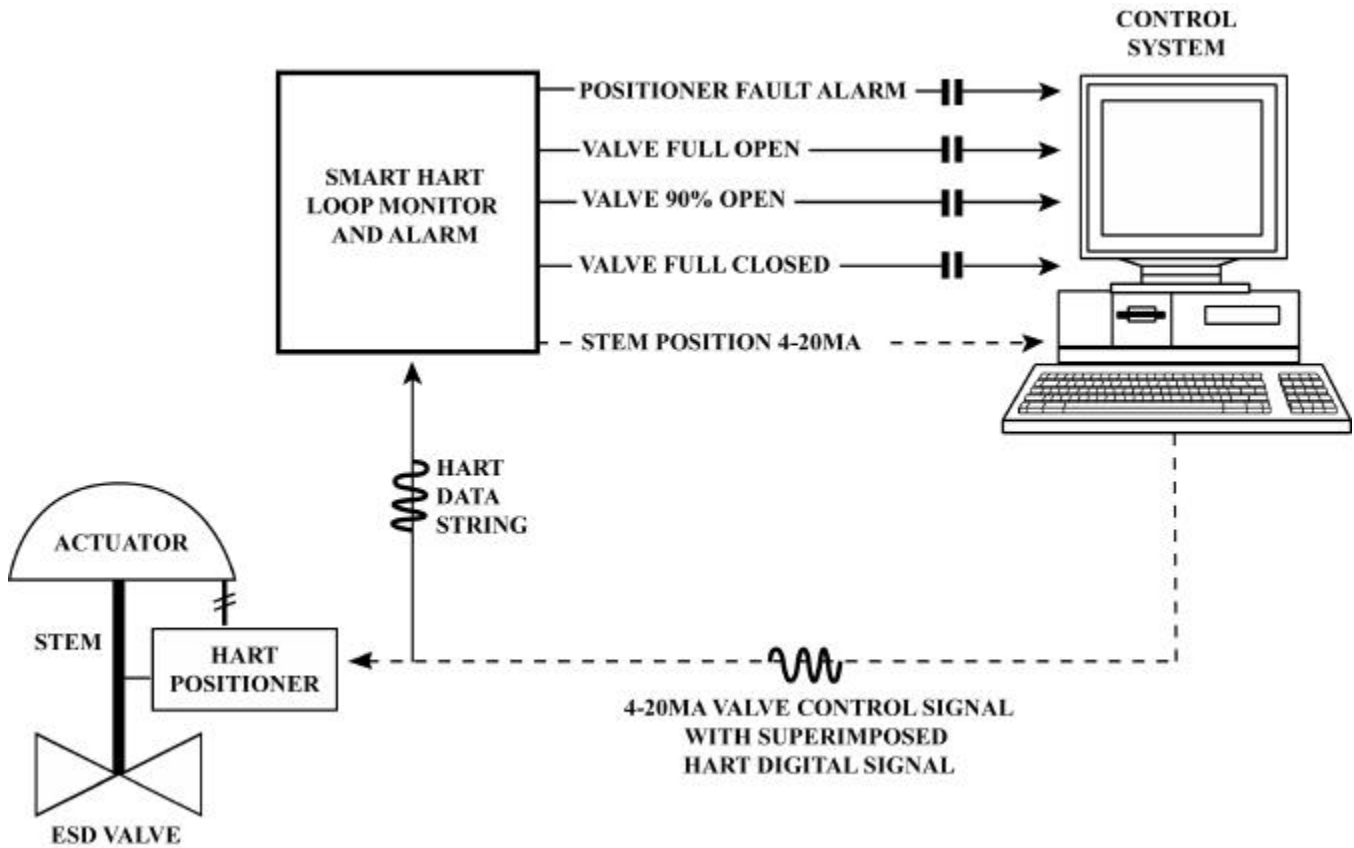 CONTROL
SYSTEM
POSITIONER FAULT ALARM
VALVE FULL OPEN
SMART HART
LOOP MONITOR
AND ALARM
VALVE 90% OPEN
VALVE FULL CLOSED
STEM POSITION 4-20MA
HART
DATA
STRING
ACTUATOR
STEM
HART
POSITIONER
4-20MA VALVE CONTROL SIGNAL
WITH SUPERIMPOSED
HART DIGITAL SIGNAL
ESD VALVE